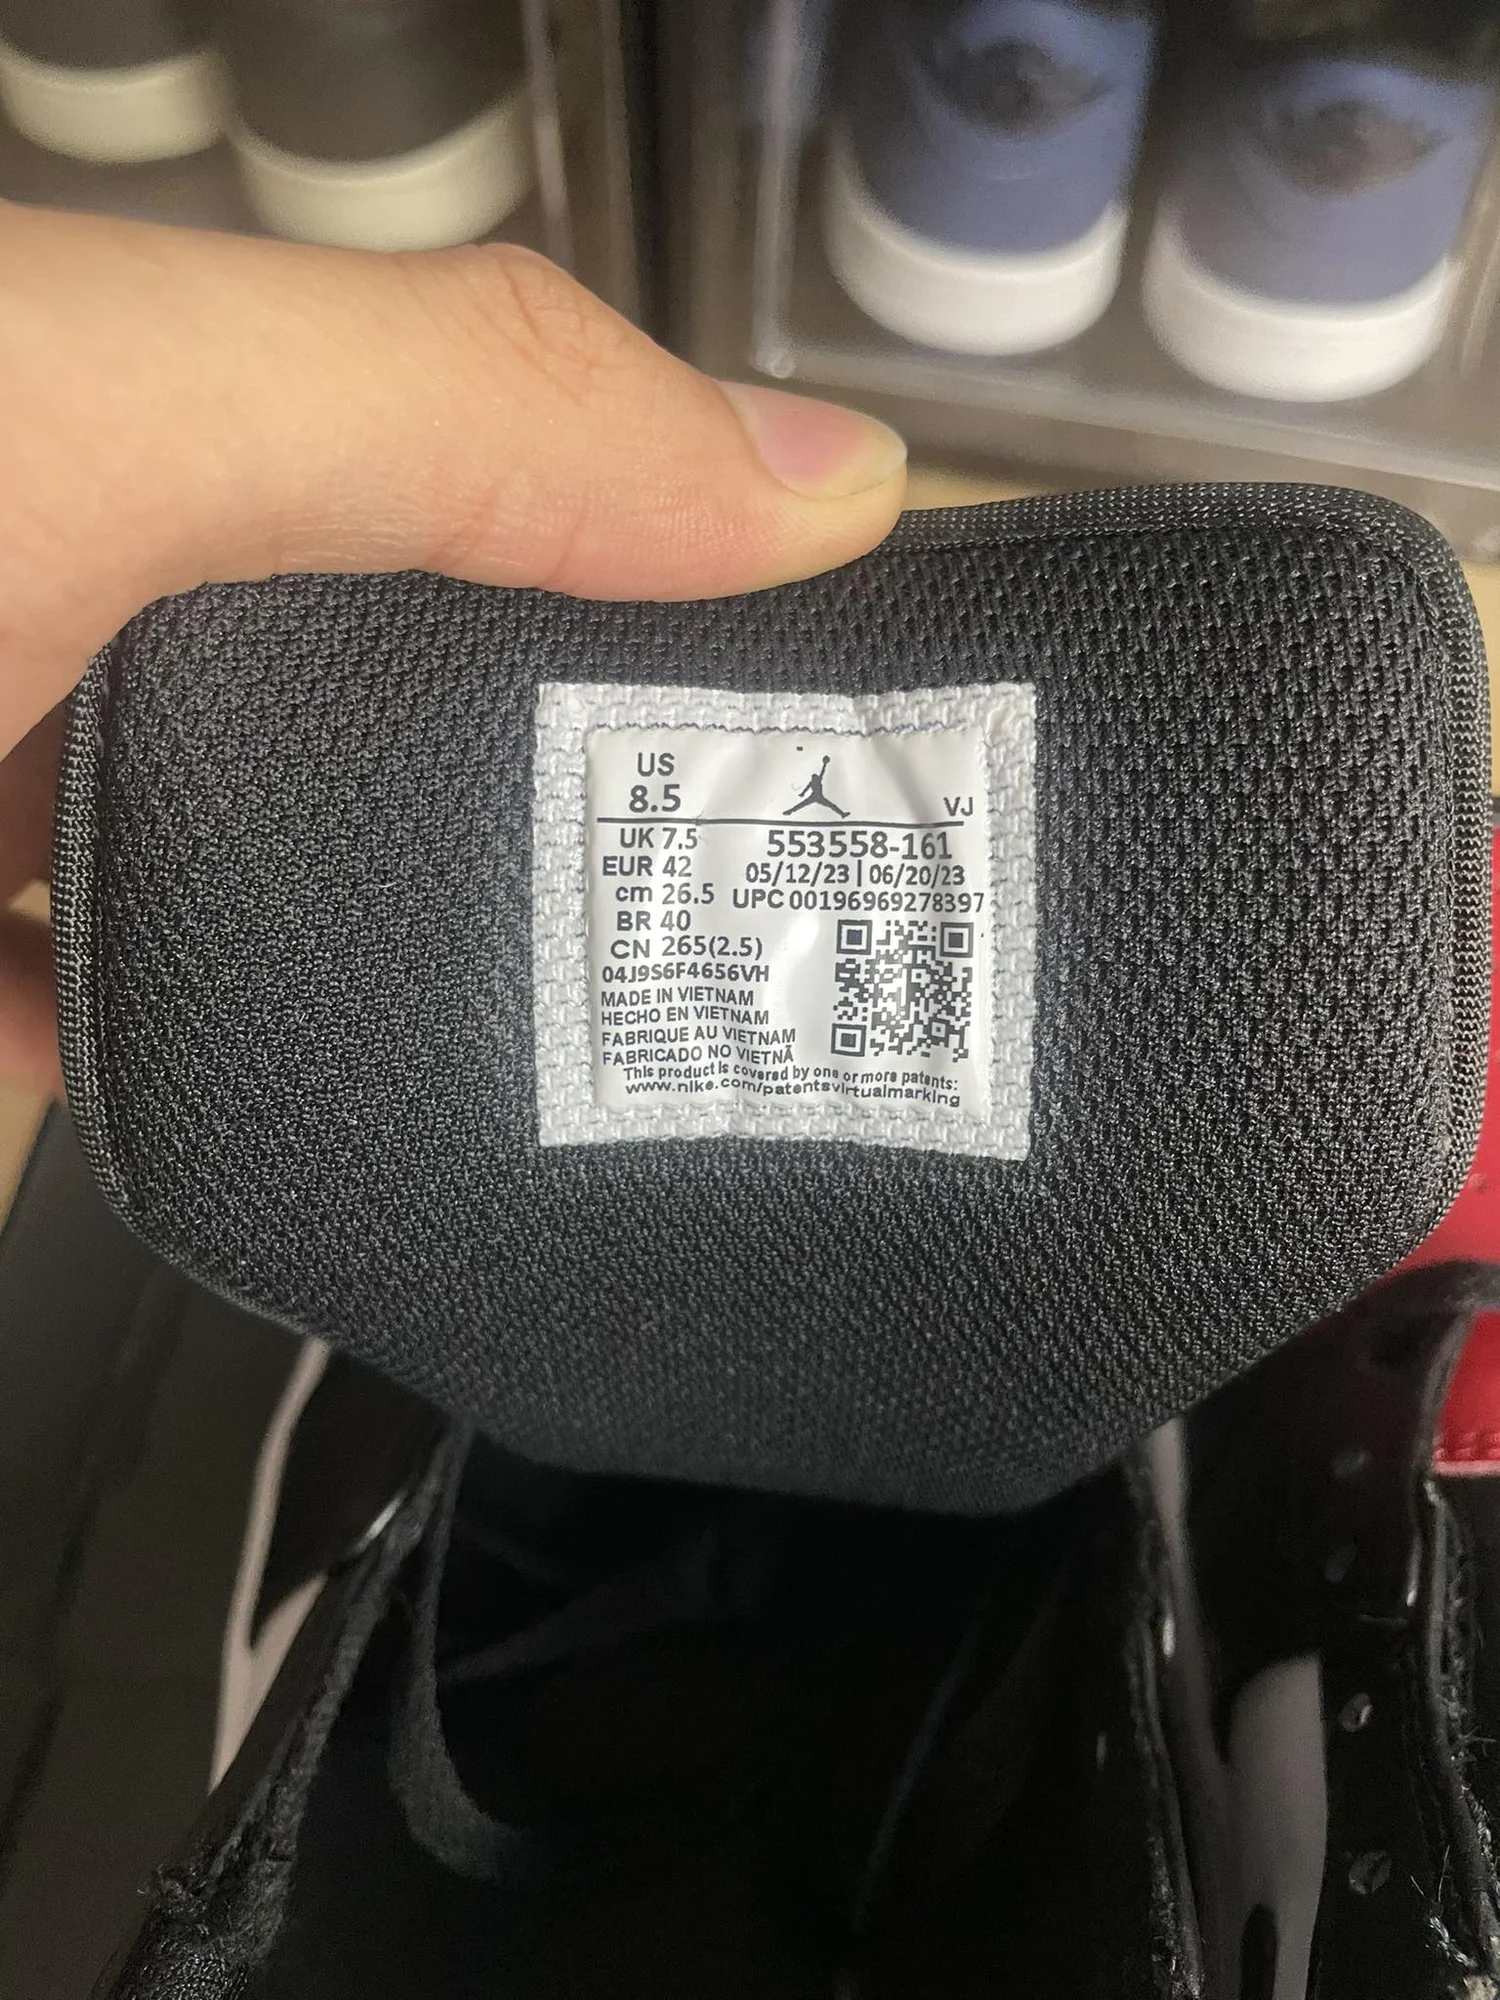 US
8.5
VJ
UK 7.5
553558-161
EUR 42
05/12/23 | 06/20/23
cm 26.5
UPC 00196969278397
BR 40
CN 265(2.5)
04J9S6F4656VH
MADE IN VIETNAM
HECHO EN VIETNAM
FABRIQUE AU VIETNAM
FABRICADO NO VIETNÃ
This product is covered by one or more patents:
www.nike.com/patentsvirtualmarking